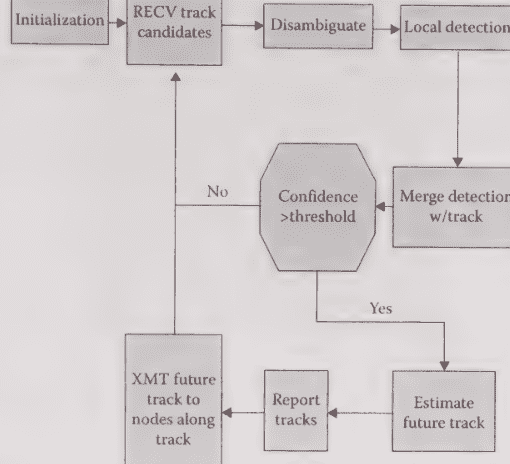 Initialization
RECV track
candidates
Disambiguate
Local detection
No
Confidence
>threshold
Merge detection
w/track
Yes
XMT future
track to
nodes along
track
Report
tracks
Estimate
future track